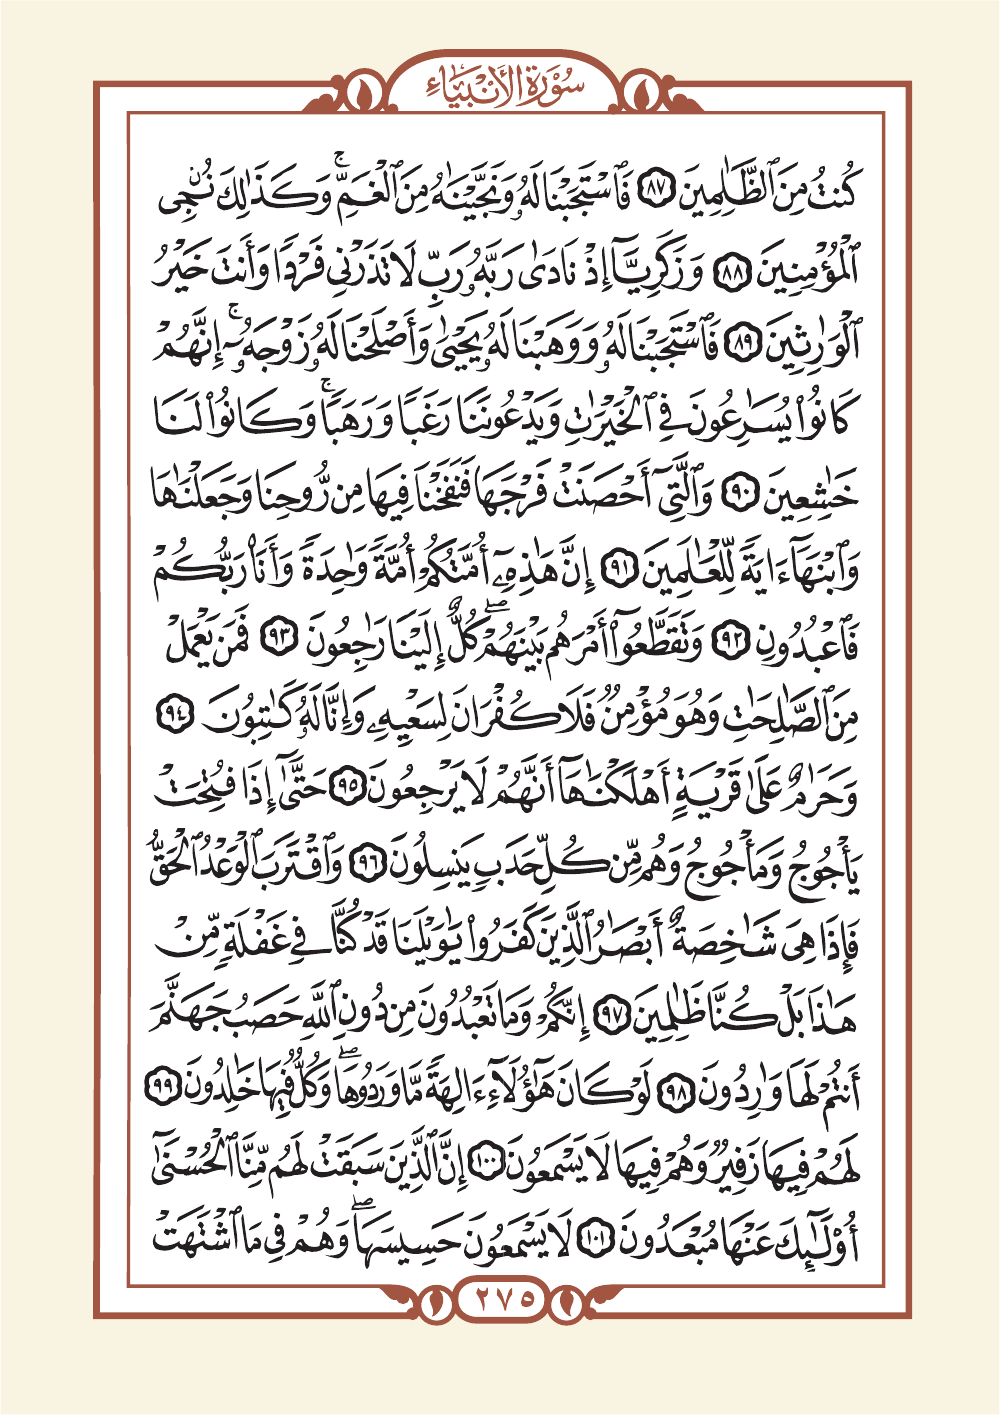 سُورَةُ الأَنْبِيَاءِ
كُنتُ مِنَ ٱلظَّٰلِمِينَ ٨٧ فَٱسْتَجَبْنَا لَهُۥ وَنَجَّيْنَٰهُ مِنَ ٱلْغَمِّۚ وَكَذَٰلِكَ نُـۨجِى
ٱلْمُؤْمِنِينَ ٨٨ وَزَكَرِيَّآ إِذْ نَادَىٰ رَبَّهُۥ رَبِّ لَا تَذَرْنِى فَرْدًا وَأَنتَ خَيْرُ
ٱلْوَٰرِثِينَ ٨٩ فَٱسْتَجَبْنَا لَهُۥ وَوَهَبْنَا لَهُۥ يَحْيَىٰ وَأَصْلَحْنَا لَهُۥ زَوْجَهُۥٓۚ إِنَّهُمْ
كَانُوا۟ يُسَٰرِعُونَ فِى ٱلْخَيْرَٰتِ وَيَدْعُونَنَا رَغَبًا وَرَهَبًاۚ وَكَانُوا۟ لَنَا
خَٰشِعِينَ ٩٠ وَٱلَّتِىٓ أَحْصَنَتْ فَرْجَهَا فَنَفَخْنَا فِيهَا مِن رُّوحِنَا وَجَعَلْنَٰهَا
وَٱبْنَهَآ ءَايَةً لِّلْعَٰلَمِينَ ٩١ إِنَّ هَٰذِهِۦٓ أُمَّتُكُمْ أُمَّةً وَٰحِدَةً وَأَنَا۠ رَبُّكُمْ
فَٱعْبُدُونِ ٩٢ وَتَقَطَّعُوٓا۟ أَمْرَهُم بَيْنَهُمْۖ كُلٌّ إِلَيْنَا رَٰجِعُونَ ٩٣ فَمَن يَعْمَلْ
مِنَ ٱلصَّٰلِحَٰتِ وَهُوَ مُؤْمِنٌ فَلَا كُفْرَانَ لِسَعْيِهِۦ وَإِنَّا لَهُۥ كَٰتِبُونَ ٩٤
وَحَرَٰمٌ عَلَىٰ قَرْيَةٍ أَهْلَكْنَٰهَآ أَنَّهُمْ لَا يَرْجِعُونَ ٩٥ حَتَّىٰٓ إِذَا فُتِحَتْ
يَأْجُوجُ وَمَأْجُوجُ وَهُم مِّن كُلِّ حَدَبٍ يَنسِلُونَ ٩٦ وَٱقْتَرَبَ ٱلْوَعْدُ ٱلْحَقُّ
فَإِذَا هِىَ شَٰخِصَةٌ أَبْصَٰرُ ٱلَّذِينَ كَفَرُوا۟ يَٰوَيْلَنَا قَدْ كُنَّا فِى غَفْلَةٍ مِّنْ
هَٰذَا بَلْ كُنَّا ظَٰلِمِينَ ٩٧ إِنَّكُمْ وَمَا تَعْبُدُونَ مِن دُونِ ٱللَّهِ حَصَبُ جَهَنَّمَ
أَنتُمْ لَهَا وَٰرِدُونَ ٩٨ لَوْ كَانَ هَٰٓؤُلَآءِ ءَالِهَةً مَّا وَرَدُوهَاۖ وَكُلٌّ فِيهَا خَٰلِدُونَ ٩٩
لَهُمْ فِيهَا زَفِيرٌ وَهُمْ فِيهَا لَا يَسْمَعُونَ ١٠٠ إِنَّ ٱلَّذِينَ سَبَقَتْ لَهُم مِّنَّا ٱلْحُسْنَىٰٓ
أُو۟لَٰٓئِكَ عَنْهَا مُبْعَدُونَ ١٠١ لَا يَسْمَعُونَ حَسِيسَهَاۖ وَهُمْ فِى مَا ٱشْتَهَتْ
٢٧٥